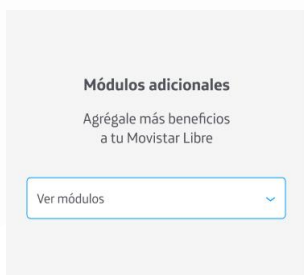 Módulos adicionales
Agrégale más beneficios
a tu Movistar Libre
Ver módulos